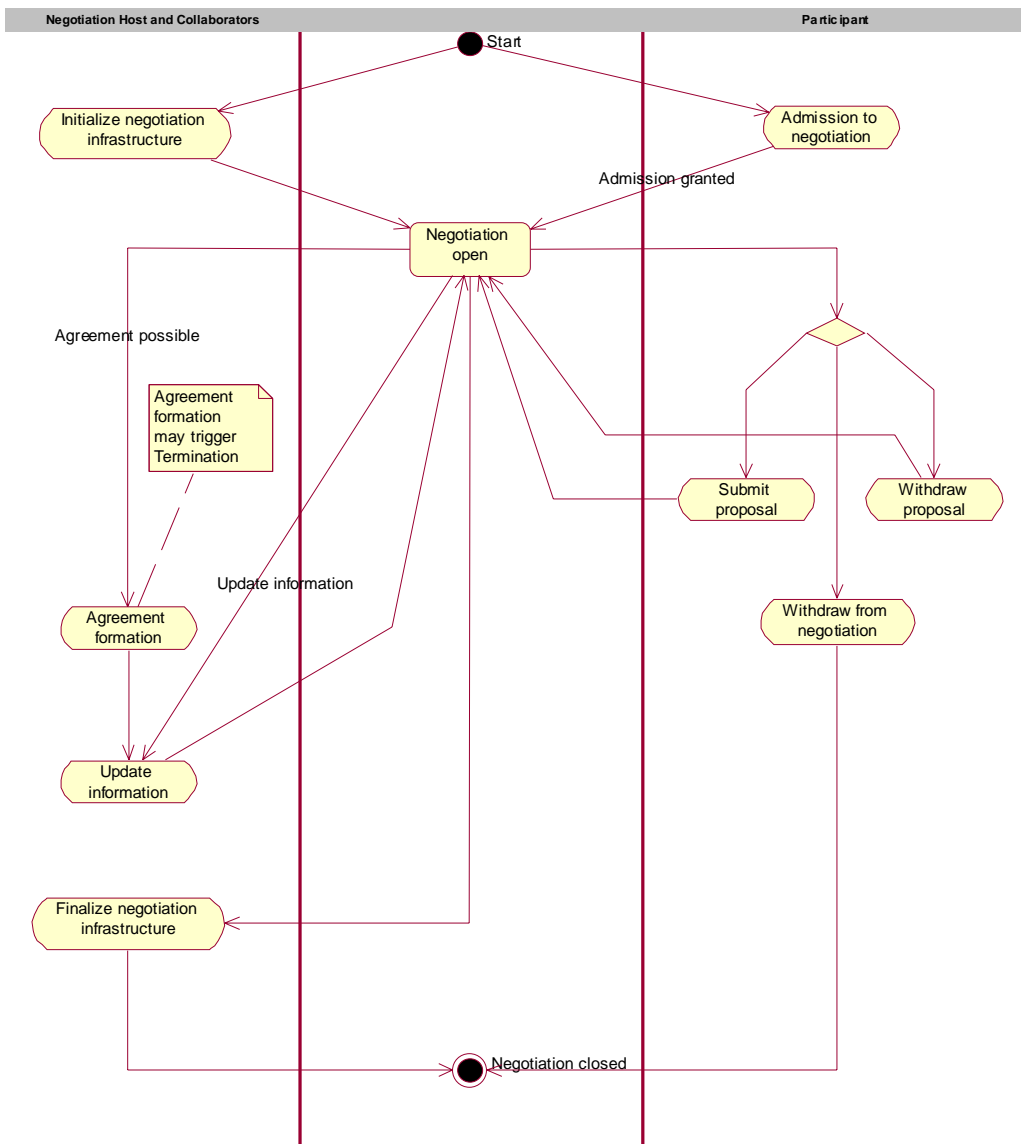 Negotiation Host and Collaborators
Participant
Start
Initialize negotiation
infrastructure
Admission to
negotiation
Admission granted
Negotiation
open
Agreement possible
Agreement
formation
may trigger
Termination
Submit
proposal
Withdraw
proposal
Update information
Agreement
formation
Withdraw from
negotiation
Update
information
Finalize negotiation
infrastructure
Negotiation closed